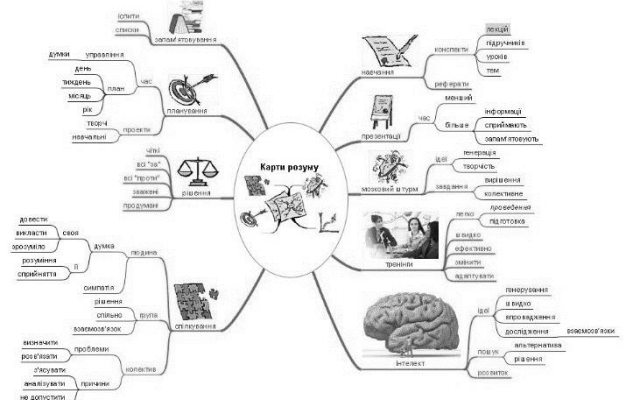 Карти розуму
іспити
списки
запам'ятовування
думки
управління
час
день
тиждень
місяць
рік
план
творчі
навчальні
проекти
планування
чіткі
всі "за"
всі "проти"
зважені
продумані
рішення
довести
викласти
зрозуміло
своя
розуміння
сприйняття
її
думка
людина
симпатія
рішення
спільно
взаємозв'язок
група
визначити
розв'язати
проблеми
з'ясувати
аналізувати
не допустити
причини
колектив
спілкування
навчання
конспекти
лекцій
підручників
уроків
тем
реферати
презентації
час
менший
більше
інформації
сприймають
запам'ятовують
мозковий штурм
ідеї
генерація
творчість
завдання
вирішення
колективне
тренінги
легко
проведення
підготовка
швидко
ефективно
змінити
адаптувати
інтелект
ідеї
генерування
швидко
впровадження
дослідження
взаємозв'язки
пошук
альтернатива
рішення
розвиток